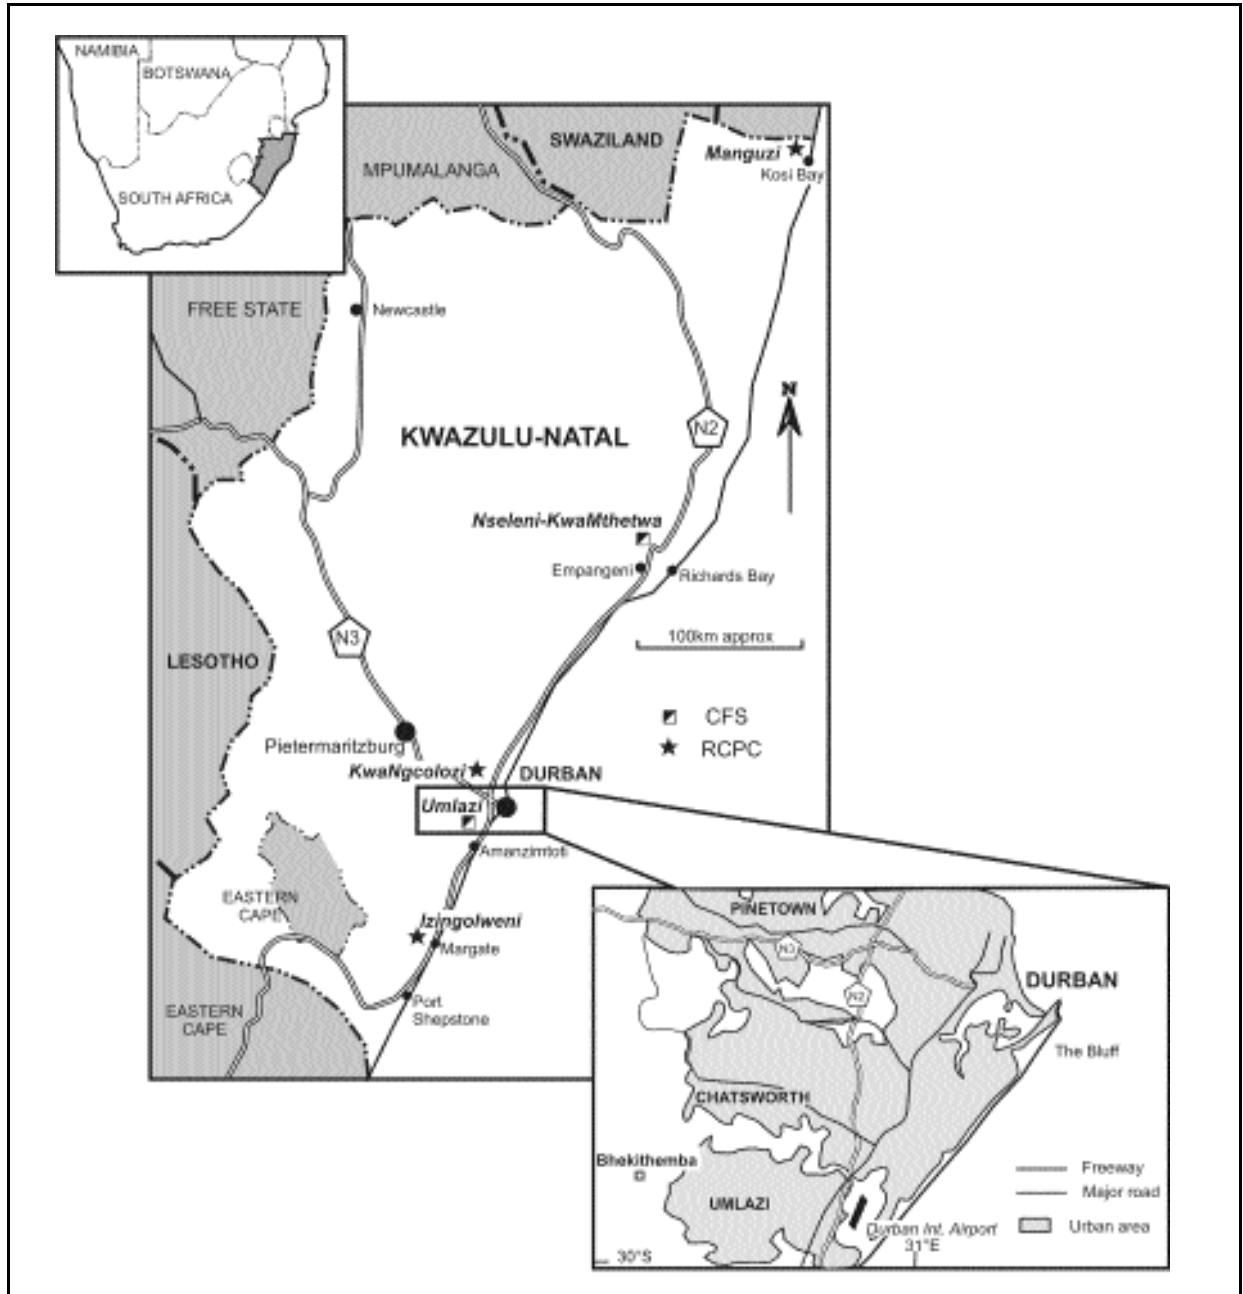 NAMIBIA
BOTSWANA
SOUTH AFRICA
SWAZILAND
MPUMALANGA
Manguzi
Kosi Bay
FREE STATE
Newcastle
N
KWAZULU-NATAL
N2
Nseleni-KwaMthetwa
Empangeni
Richards Bay
N3
100km approx
LESOTHO
CFS
RCPC
Pietermaritzburg
KwaNgcolozi
DURBAN
Umlazi
Amanzimtoti
EASTERN
CAPE
Izingolweni
Margate
Port
Shepstone
EASTERN
CAPE
PINETOWN
N3
DURBAN
N2
The Bluff
CHATSWORTH
Bhekithemba
UMLAZI
Freeway
Major road
Urban area
Durban Int. Airport
31°E
30°S